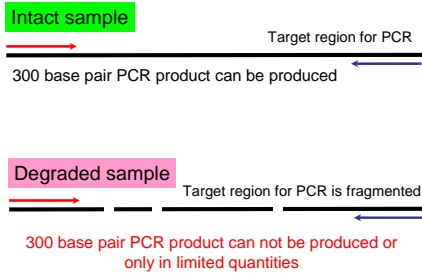 Intact sample
Target region for PCR
300 base pair PCR product can be produced
Degraded sample
Target region for PCR is fragmented
300 base pair PCR product can not be produced or
only in limited quantities